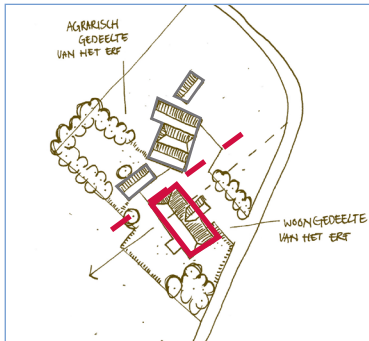 AGRARISCH
GEDEELTE
VAN HET ERF
WOONGEDEELTE
VAN HET ERF